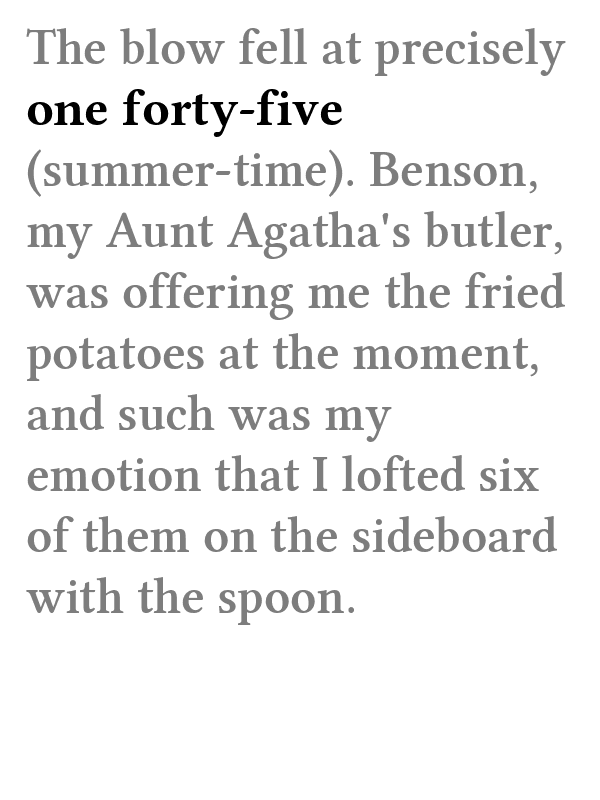 The blow fell at precisely
one forty-five
(summer-time). Benson,
my Aunt Agatha's butler,
was offering me the fried
potatoes at the moment,
and such was my
emotion that I lofted six
of them on the sideboard
with the spoon.